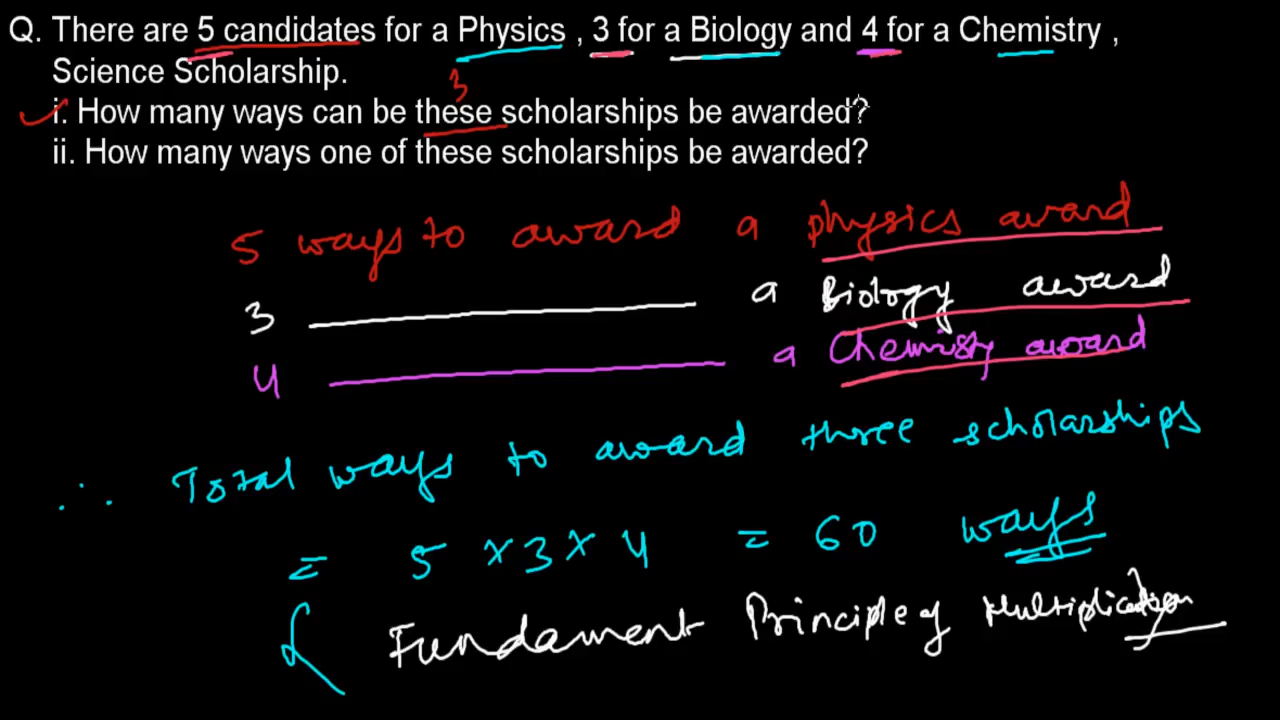 Q. There are 5 candidates for a Physics , 3 for a Biology and 4 for a Chemistry ,
Science Scholarship.
3
i. How many ways can be these scholarships be awarded?
ii. How many ways one of these scholarships be awarded?
5 ways to award a physics award
3 a Biology award
4 a Chemisty award
∴ Total ways to award three scholarships
= 5 × 3 × 4 = 60 ways
( Fundament Principle of Multiplication )